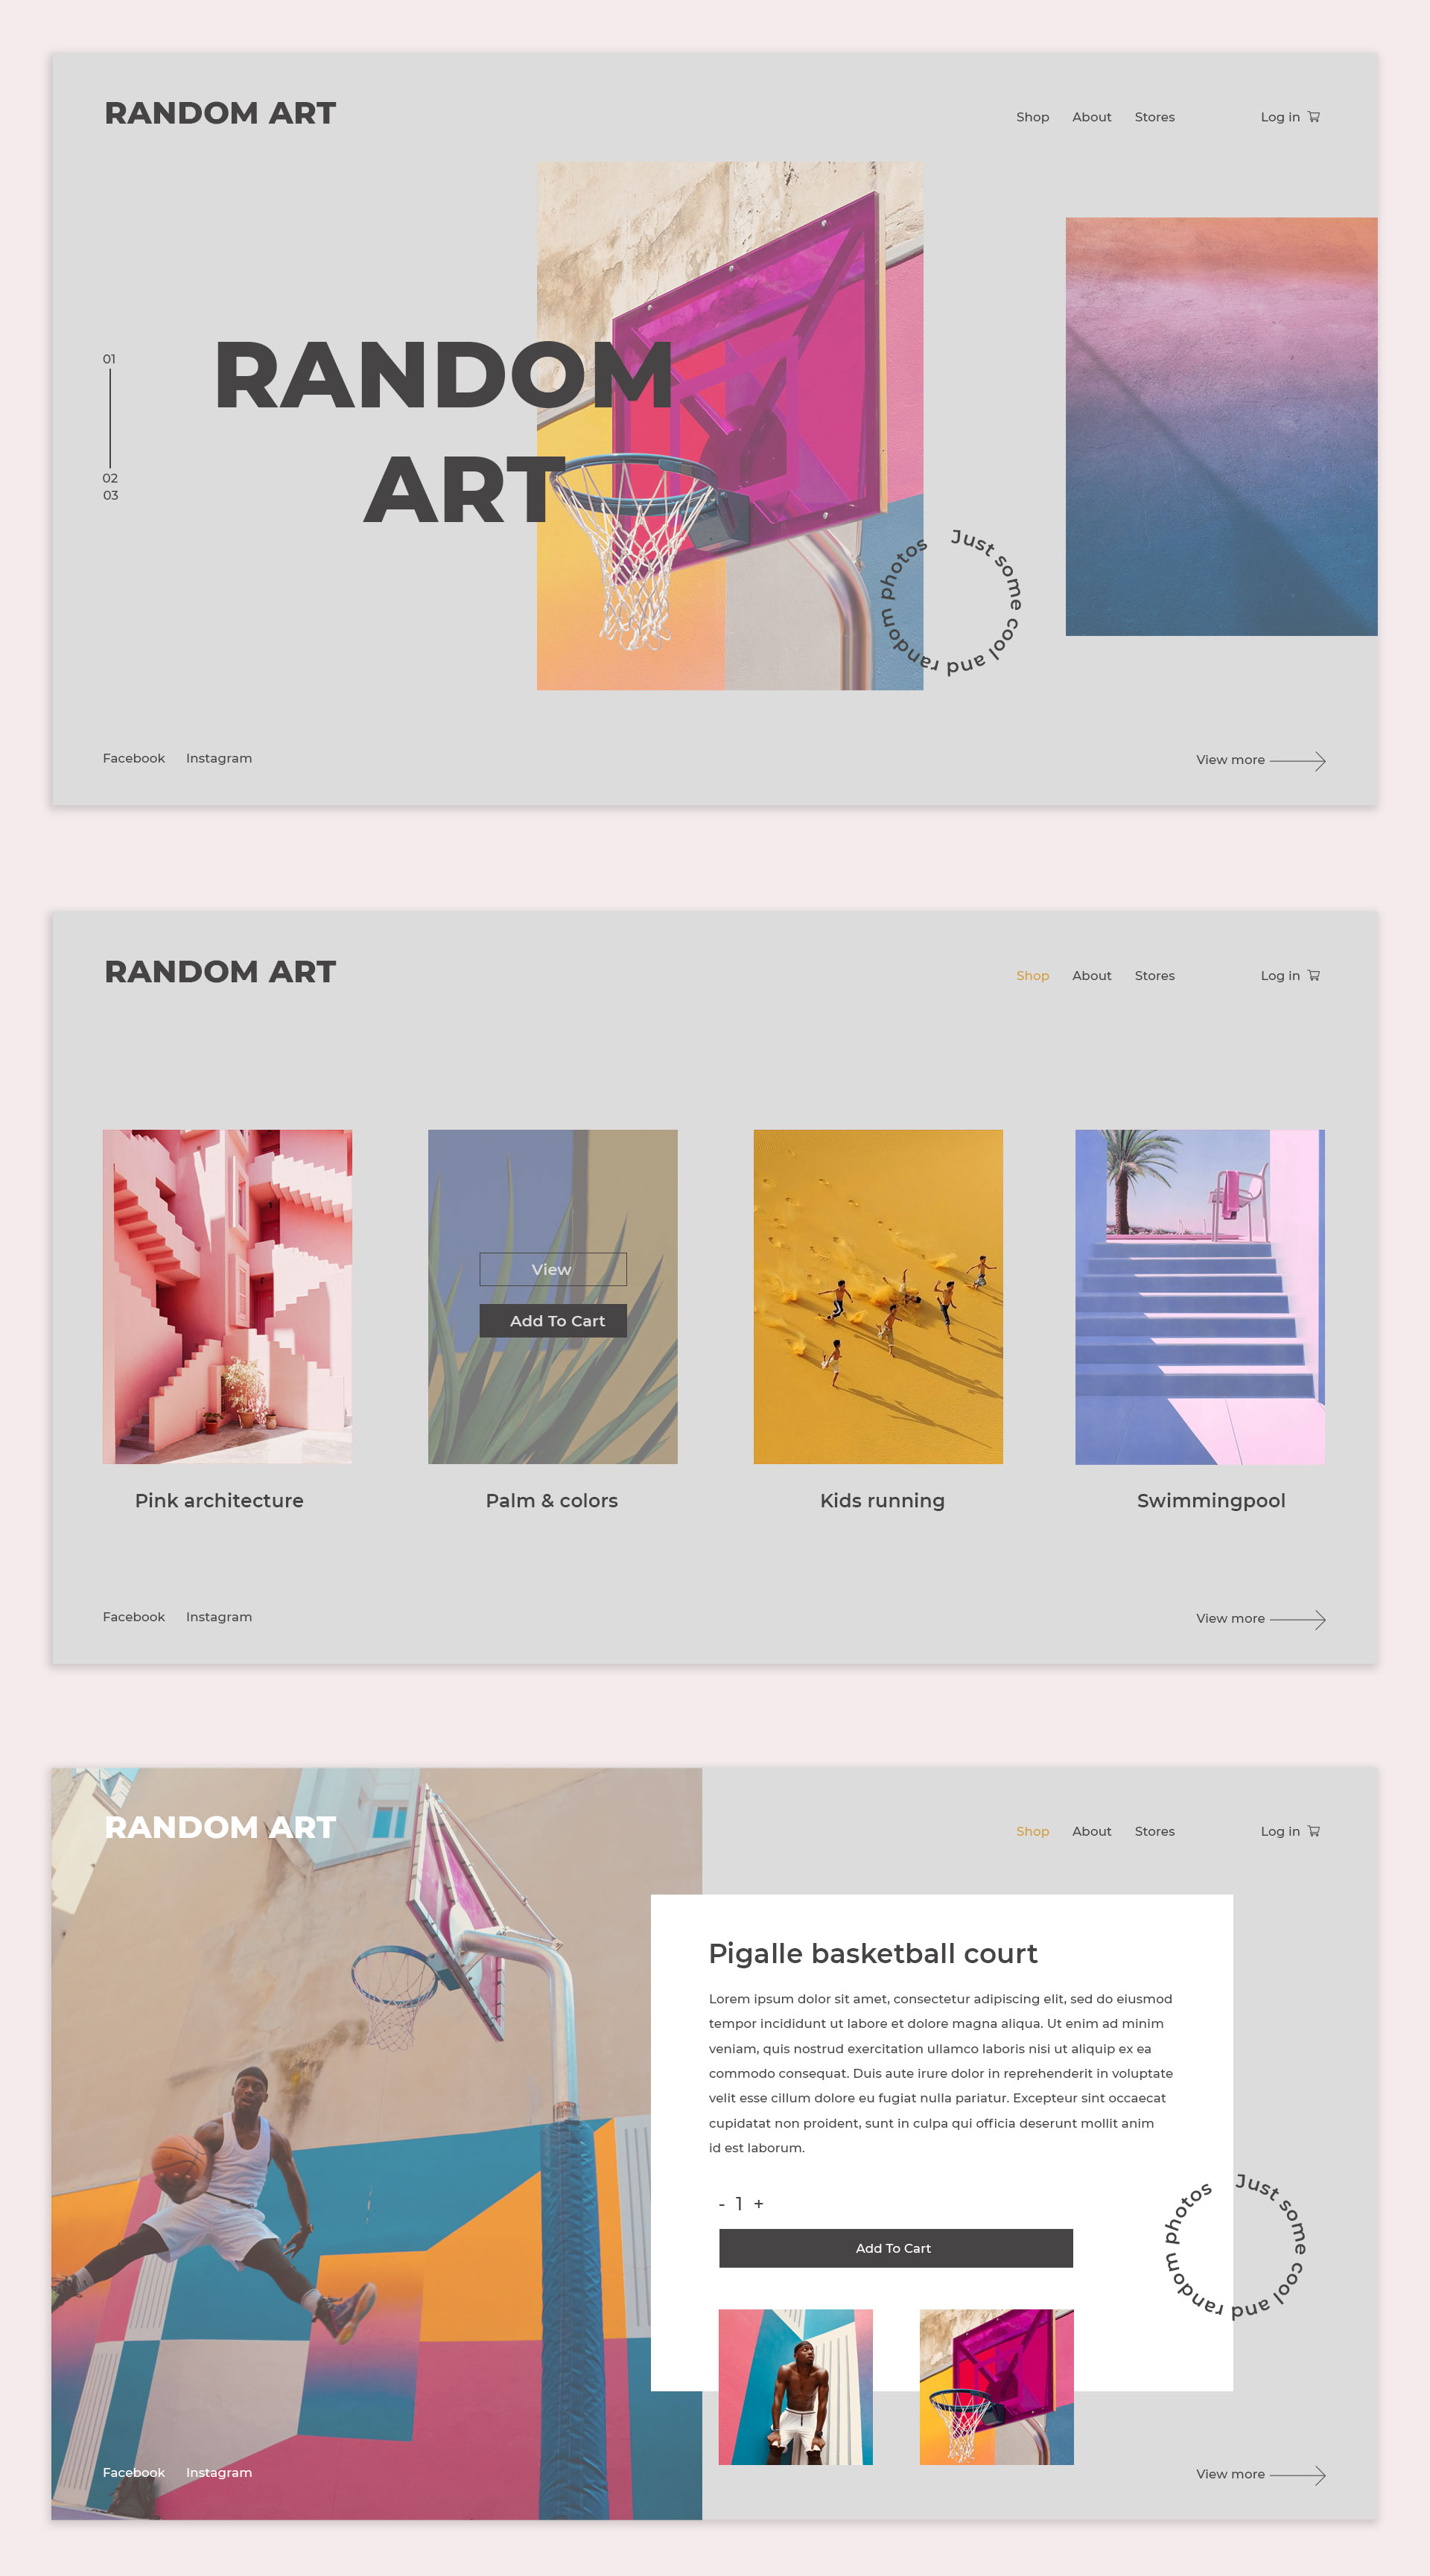 RANDOM ART
Shop About Stores Log in
RANDOM
ART
01
02
03
Just some cool and random photos
Facebook Instagram
View more
RANDOM ART
Shop About Stores Log in
View
Add To Cart
Pink architecture
Palm & colors
Kids running
Swimmingpool
Facebook Instagram
View more
RANDOM ART
Shop About Stores Log in
Pigalle basketball court
Lorem ipsum dolor sit amet, consectetur adipiscing elit, sed do eiusmod
tempor incididunt ut labore et dolore magna aliqua. Ut enim ad minim
veniam, quis nostrud exercitation ullamco laboris nisi ut aliquip ex ea
commodo consequat. Duis aute irure dolor in reprehenderit in voluptate
velit esse cillum dolore eu fugiat nulla pariatur. Excepteur sint occaecat
cupidatat non proident, sunt in culpa qui officia deserunt mollit anim
id est laborum.
- 1 +
Add To Cart
Just some cool and random photos
Facebook Instagram
View more